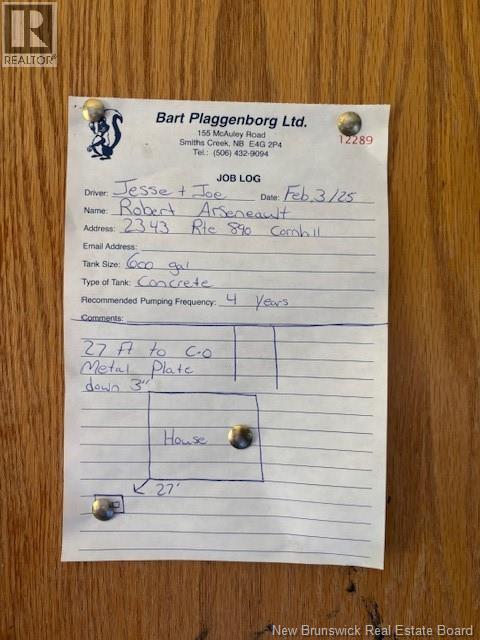 REALTOR®
Bart Plaggenborg Ltd.
155 McAuley Road
Smiths Creek, NB E4G 2P4
Tel.: (506) 432-9094
12289
JOB LOG
Driver: Jesse + Joe Date: Feb, 3/25
Name: Robert Arseneault
Address: 2343 Rte 890 Cornhill
Email Address:
Tank Size: 600 gal
Type of Tank: Concrete
Recommended Pumping Frequency: 4 years
Comments:
27 ft to C-O
Metal Plate
down 3"
House
27'
New Brunswick Real Estate Board